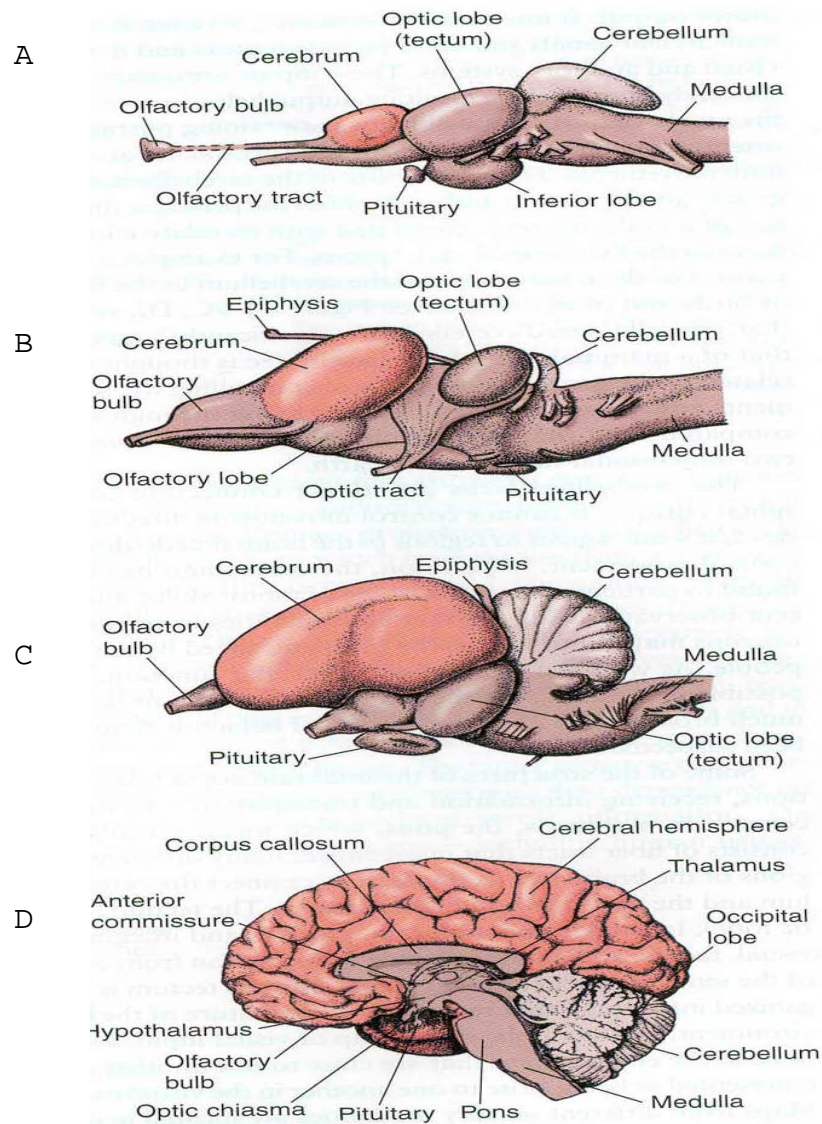 A
Optic lobe
(tectum)
Cerebellum
Cerebrum
Medulla
Olfactory bulb
Olfactory tract
Pituitary
Inferior lobe
B
Optic lobe
(tectum)
Epiphysis
Cerebrum
Cerebellum
Olfactory
bulb
Medulla
Olfactory lobe
Optic tract
Pituitary
C
Cerebrum
Epiphysis
Cerebellum
Olfactory
bulb
Medulla
Optic lobe
(tectum)
Pituitary
D
Cerebral hemisphere
Corpus callosum
Thalamus
Anterior
commissure
Occipital
lobe
Hypothalamus
Olfactory
bulb
Cerebellum
Optic chiasma
Pituitary
Pons
Medulla